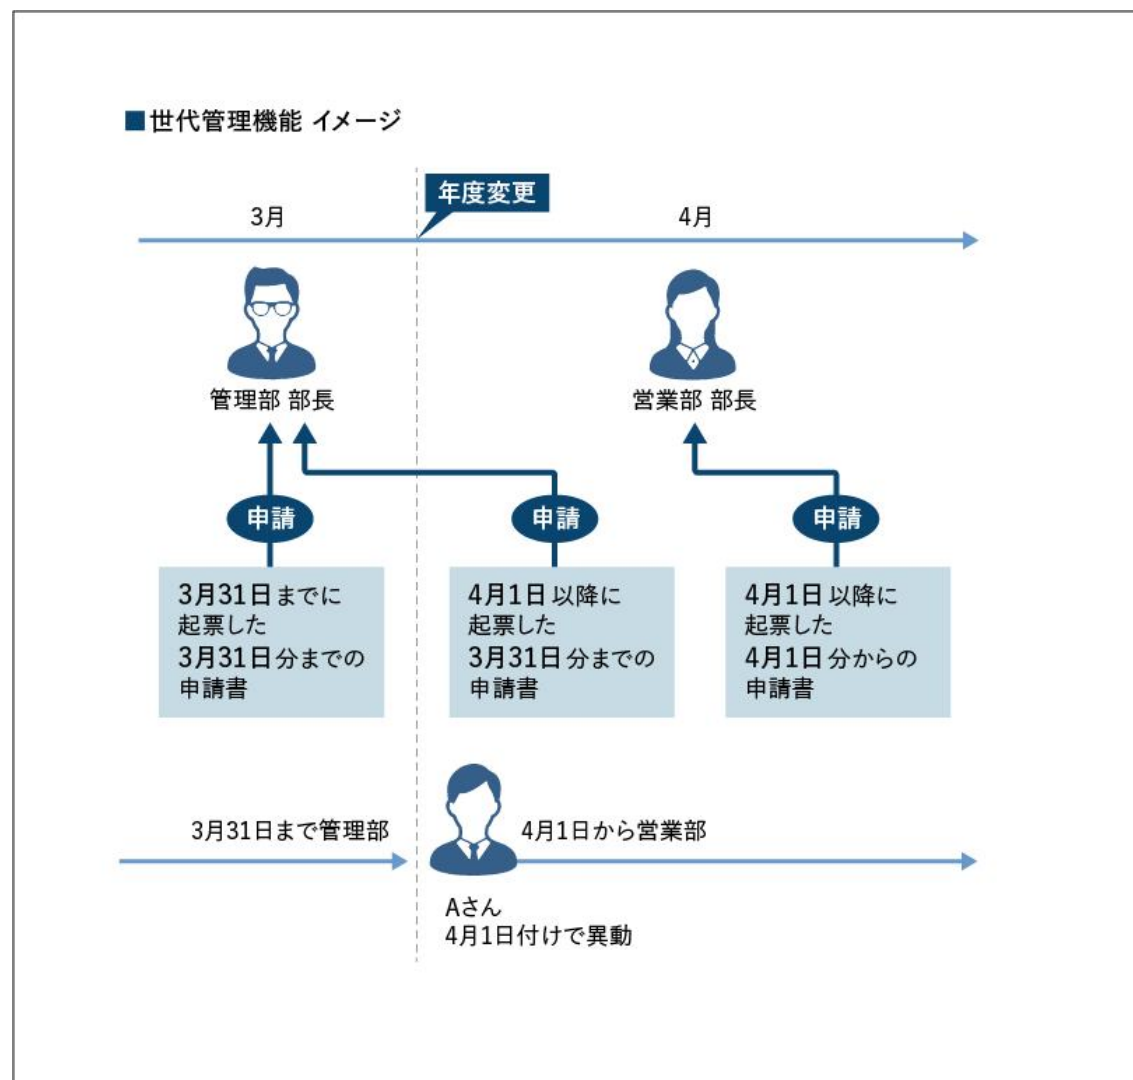 ■世代管理機能 イメージ
年度変更
3月
4月
管理部 部長
営業部 部長
申請
申請
申請
3月31日までに
起票した
3月31日分までの
申請書
4月1日以降に
起票した
3月31日分までの
申請書
4月1日以降に
起票した
4月1日分からの
申請書
3月31日まで管理部
4月1日から営業部
Aさん
4月1日付けで異動